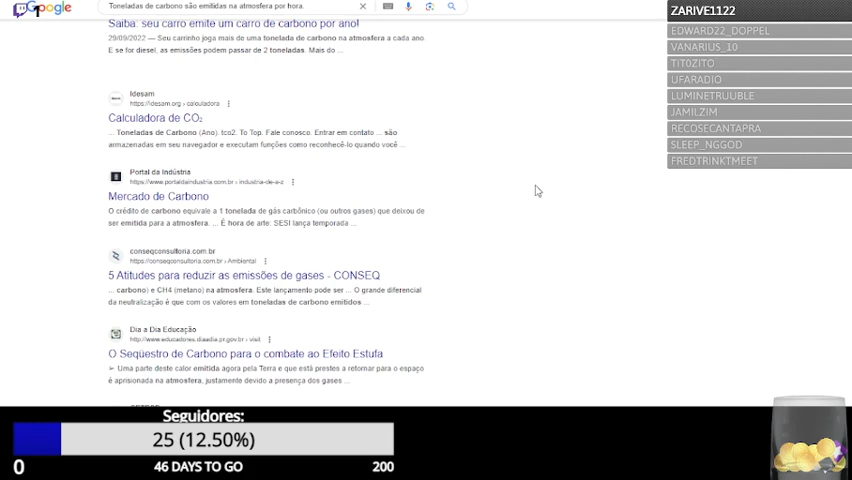 Google
Toneladas de carbono são emitidas na atmosfera por hora.
Saiba: seu carro emite um carro de carbono por ano!
29/09/2022 — Seu carrinho joga mais de uma tonelada de carbono na atmosfera a cada ano.
E se for diesel, as emissões podem passar de 2 toneladas. Mais do ...
Idesam
https://idesam.org › calculadora
Calculadora de CO₂
... Toneladas de Carbono (Ano). tco2. To Top. Fale conosco. Entrar em contato ... são
armazenadas em seu navegador e executam funções como reconhecê-lo quando você ...
Portal da Indústria
https://www.portaldaindustria.com.br › industria-de-a-z
Mercado de Carbono
O crédito de carbono equivale a 1 tonelada de gás carbônico (ou outros gases) que deixou de
ser emitida para a atmosfera. ... É hora de arte: SESI lança temporada ...
conseqconsultoria.com.br
https://conseqconsultoria.com.br › Ambiental
5 Atitudes para reduzir as emissões de gases - CONSEQ
... carbono) e CH4 (metano) na atmosfera. Este lançamento pode ser ... O grande diferencial
da neutralização é que com os valores em toneladas de carbono emitidos ...
Dia a Dia Educação
http://www.educadores.diaadia.pr.gov.br › visit
O Seqüestro de Carbono para o combate ao Efeito Estufa
➢ Uma parte deste calor emitida agora pela Terra e que está prestes a retornar para o espaço
é aprisionada na atmosfera, justamente devido a presença dos gases ...
ZARIVE1122
EDWARD22_DOPPEL
VANARIUS_10
TIT0ZITO
UFARADIO
LUMINETRUUBLE
JAMILZIM
RECOSECANTAPRA
SLEEP_NGGOD
FREDTRINKTMEET
Seguidores:
25 (12.50%)
0
46 DAYS TO GO
200